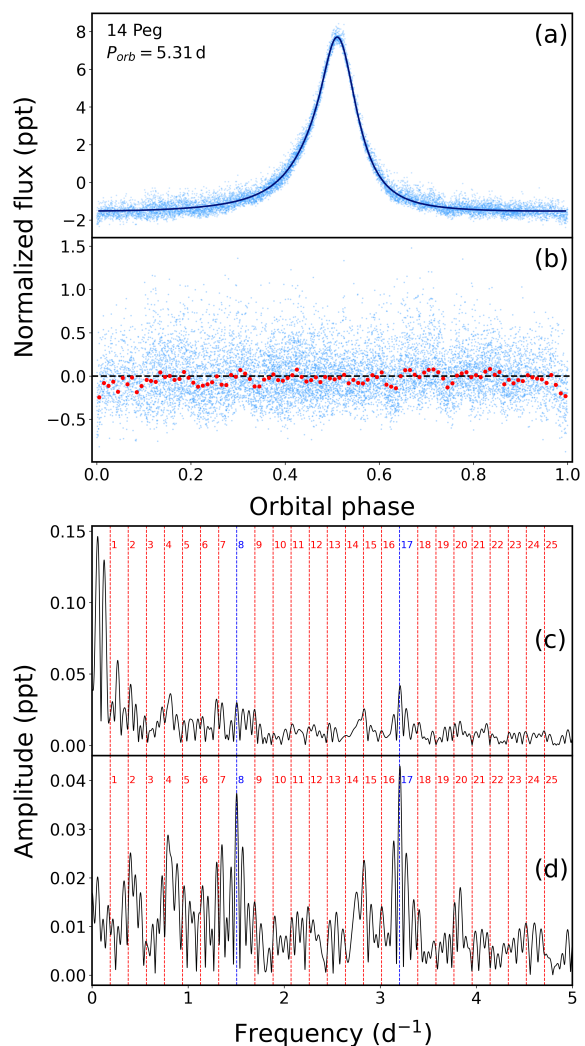 14 Peg
P_orb = 5.31 d
(a)
8
6
4
2
0
−2
Normalized flux (ppt)
(b)
1.5
1.0
0.5
0.0
−0.5
0.0 0.2 0.4 0.6 0.8 1.0
Orbital phase
0.15
0.10
0.05
0.00
1 2 3 4 5 6 7 8 9 10 11 12 13 14 15 16 17 18 19 20 21 22 23 24 25
(c)
Amplitude (ppt)
0.04
0.03
0.02
0.01
0.00
1 2 3 4 5 6 7 8 9 10 11 12 13 14 15 16 17 18 19 20 21 22 23 24 25
(d)
0 1 2 3 4 5
Frequency (d⁻¹)